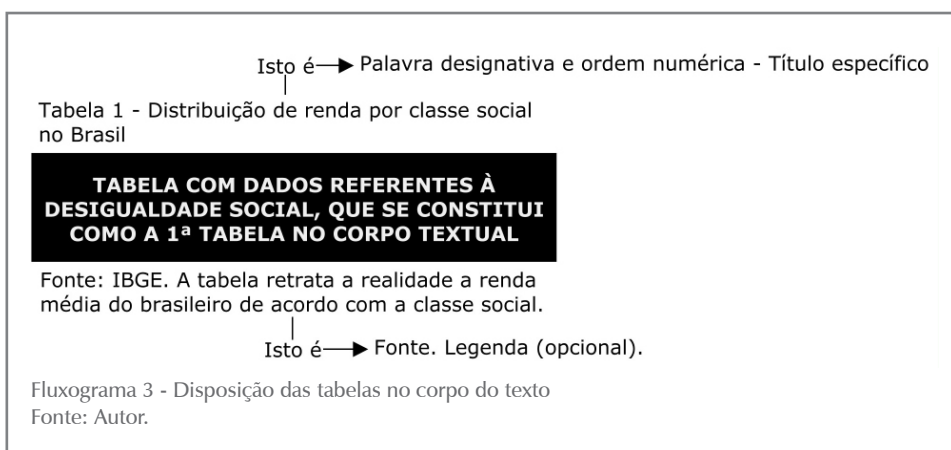 Isto é Palavra designativa e ordem numérica - Título específico
Tabela 1 - Distribuição de renda por classe social
no Brasil
TABELA COM DADOS REFERENTES À
DESIGUALDADE SOCIAL, QUE SE CONSTITUI
COMO A 1ª TABELA NO CORPO TEXTUAL
Fonte: IBGE. A tabela retrata a realidade a renda
média do brasileiro de acordo com a classe social.
Isto é Fonte. Legenda (opcional).
Fluxograma 3 - Disposição das tabelas no corpo do texto
Fonte: Autor.